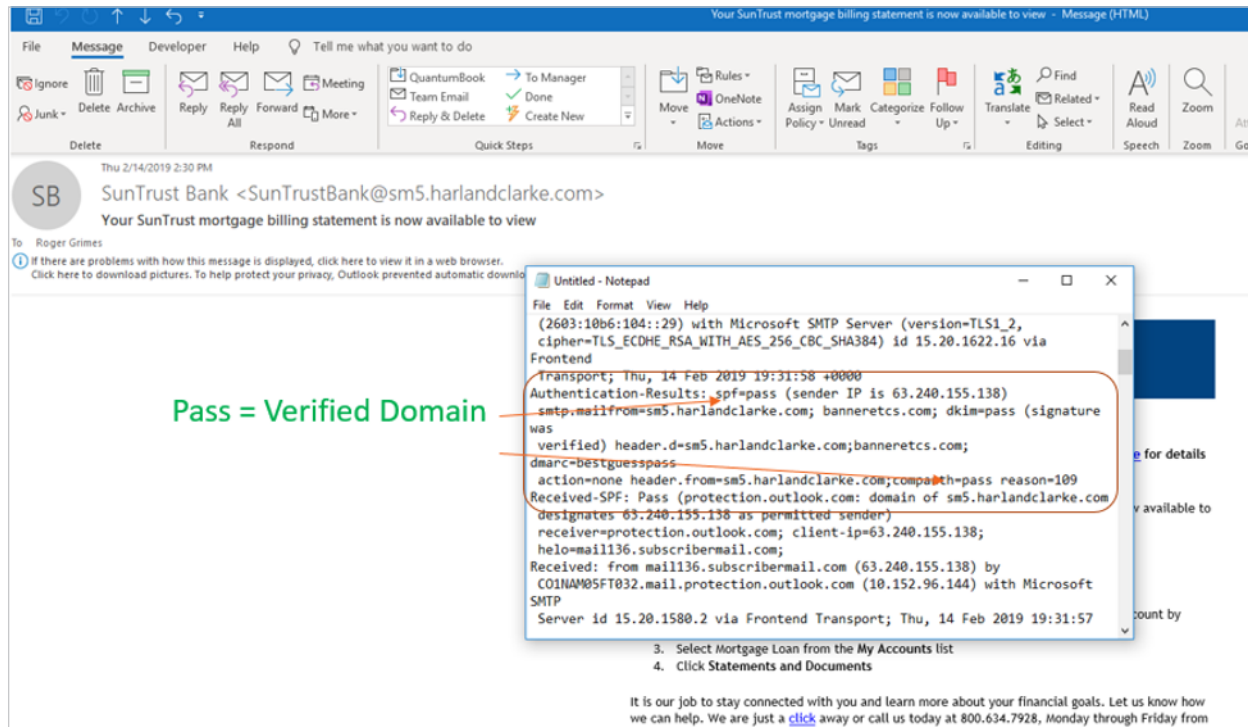 Your SunTrust mortgage billing statement is now available to view - Message (HTML)
File Message Developer Help Tell me what you want to do
Ignore
Junk
Delete
Archive
Reply
Reply All
Forward
Meeting
More
QuantumBook
Team Email
Reply & Delete
To Manager
Done
Create New
Move
Rules
OneNote
Actions
Assign Policy
Mark Unread
Categorize
Follow Up
Translate
Find
Related
Select
Read Aloud
Zoom
Delete Respond Quick Steps Move Tags Editing Speech Zoom
Thu 2/14/2019 2:30 PM
SB
SunTrust Bank <SunTrustBank@sm5.harlandclarke.com>
Your SunTrust mortgage billing statement is now available to view
To Roger Grimes
If there are problems with how this message is displayed, click here to view it in a web browser.
Click here to download pictures. To help protect your privacy, Outlook prevented automatic downlo
Pass = Verified Domain
Untitled - Notepad
File Edit Format View Help
(2603:10b6:104::29) with Microsoft SMTP Server (version=TLS1_2,
cipher=TLS_ECDHE_RSA_WITH_AES_256_CBC_SHA384) id 15.20.1622.16 via
Frontend
Transport; Thu, 14 Feb 2019 19:31:58 +0000
Authentication-Results: spf=pass (sender IP is 63.240.155.138)
smtp.mailfrom=sm5.harlandclarke.com; banneretcs.com; dkim=pass (signature
was
verified) header.d=sm5.harlandclarke.com;banneretcs.com;
dmarc=bestguesspass
action=none header.from=sm5.harlandclarke.com;compauth=pass reason=109
Received-SPF: Pass (protection.outlook.com: domain of sm5.harlandclarke.com
designates 63.240.155.138 as permitted sender)
receiver=protection.outlook.com; client-ip=63.240.155.138;
helo=mail136.subscribermail.com;
Received: from mail136.subscribermail.com (63.240.155.138) by
CO1NAM05FT032.mail.protection.outlook.com (10.152.96.144) with Microsoft
SMTP
Server id 15.20.1580.2 via Frontend Transport; Thu, 14 Feb 2019 19:31:57
e for details
available to
count by
3. Select Mortgage Loan from the My Accounts list
4. Click Statements and Documents
It is our job to stay connected with you and learn more about your financial goals. Let us know how
we can help. We are just a click away or call us today at 800.634.7928, Monday through Friday from